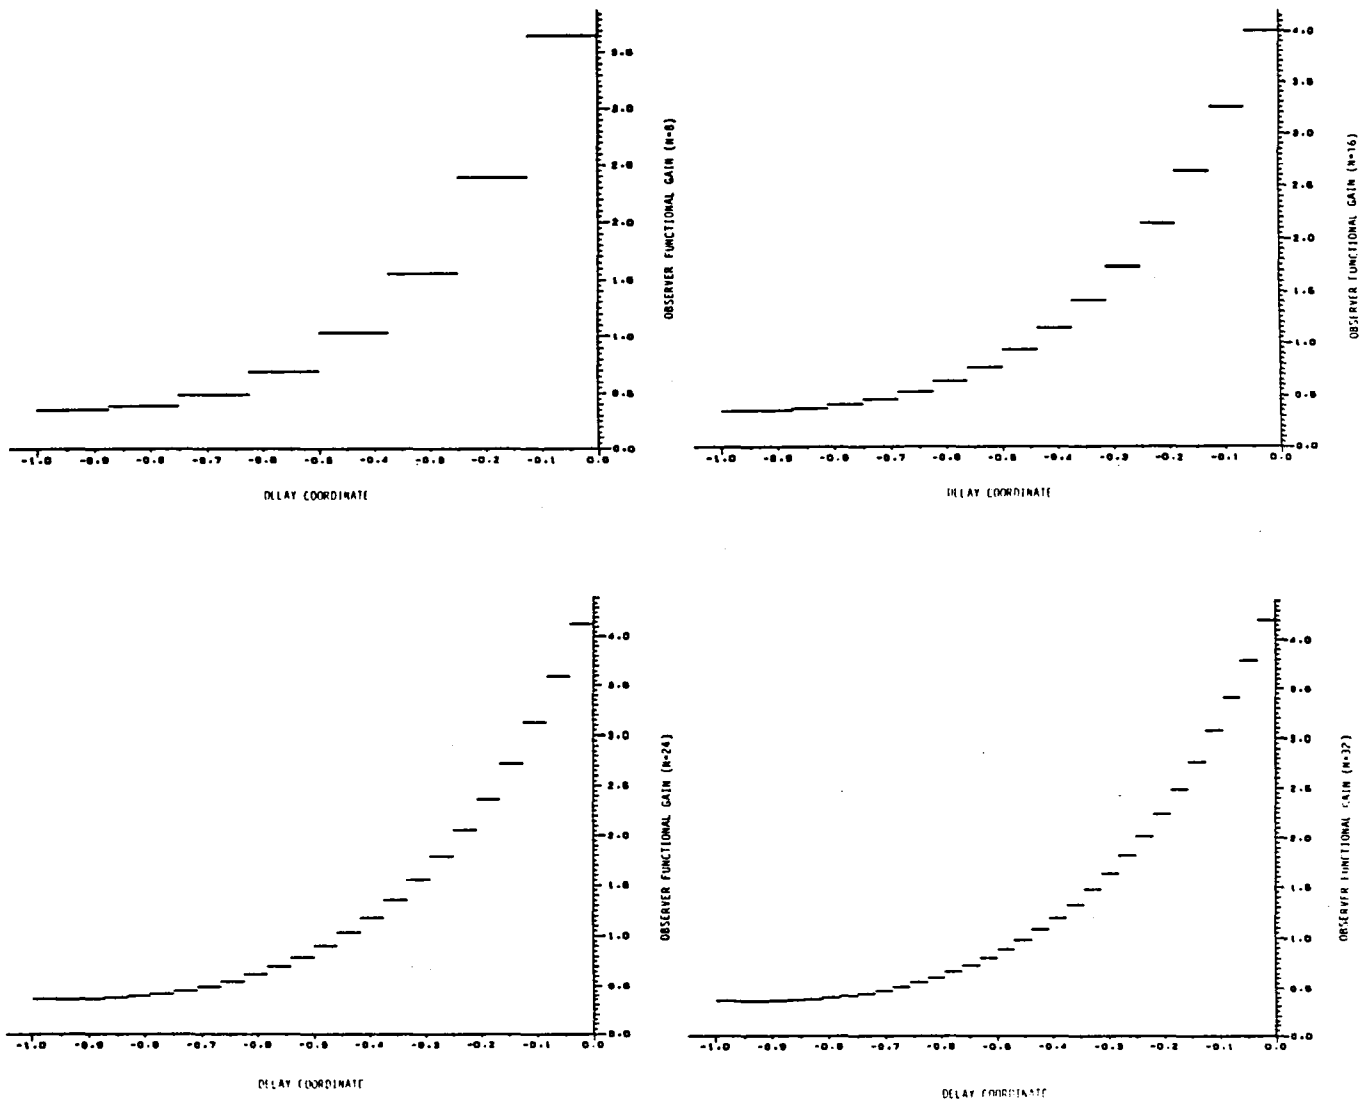 3.5
3.0
2.5
2.0
1.5
1.0
0.5
0.0
OBSERVER FUNCTIONAL GAIN (N=8)
-1.0 -0.9 -0.8 -0.7 -0.6 -0.5 -0.4 -0.3 -0.2 -0.1 0.0
DELAY COORDINATE
4.0
3.5
3.0
2.5
2.0
1.5
1.0
0.5
0.0
OBSERVER FUNCTIONAL GAIN (N=16)
-1.0 -0.9 -0.8 -0.7 -0.6 -0.5 -0.4 -0.3 -0.2 -0.1 0.0
DELAY COORDINATE
4.0
3.5
3.0
2.5
2.0
1.5
1.0
0.5
0.0
OBSERVER FUNCTIONAL GAIN (N=24)
-1.0 -0.9 -0.8 -0.7 -0.6 -0.5 -0.4 -0.3 -0.2 -0.1 0.0
DELAY COORDINATE
4.0
3.5
3.0
2.5
2.0
1.5
1.0
0.5
0.0
OBSERVER FUNCTIONAL GAIN (N=32)
-1.0 -0.9 -0.8 -0.7 -0.6 -0.5 -0.4 -0.3 -0.2 -0.1 0.0
DELAY COORDINATE